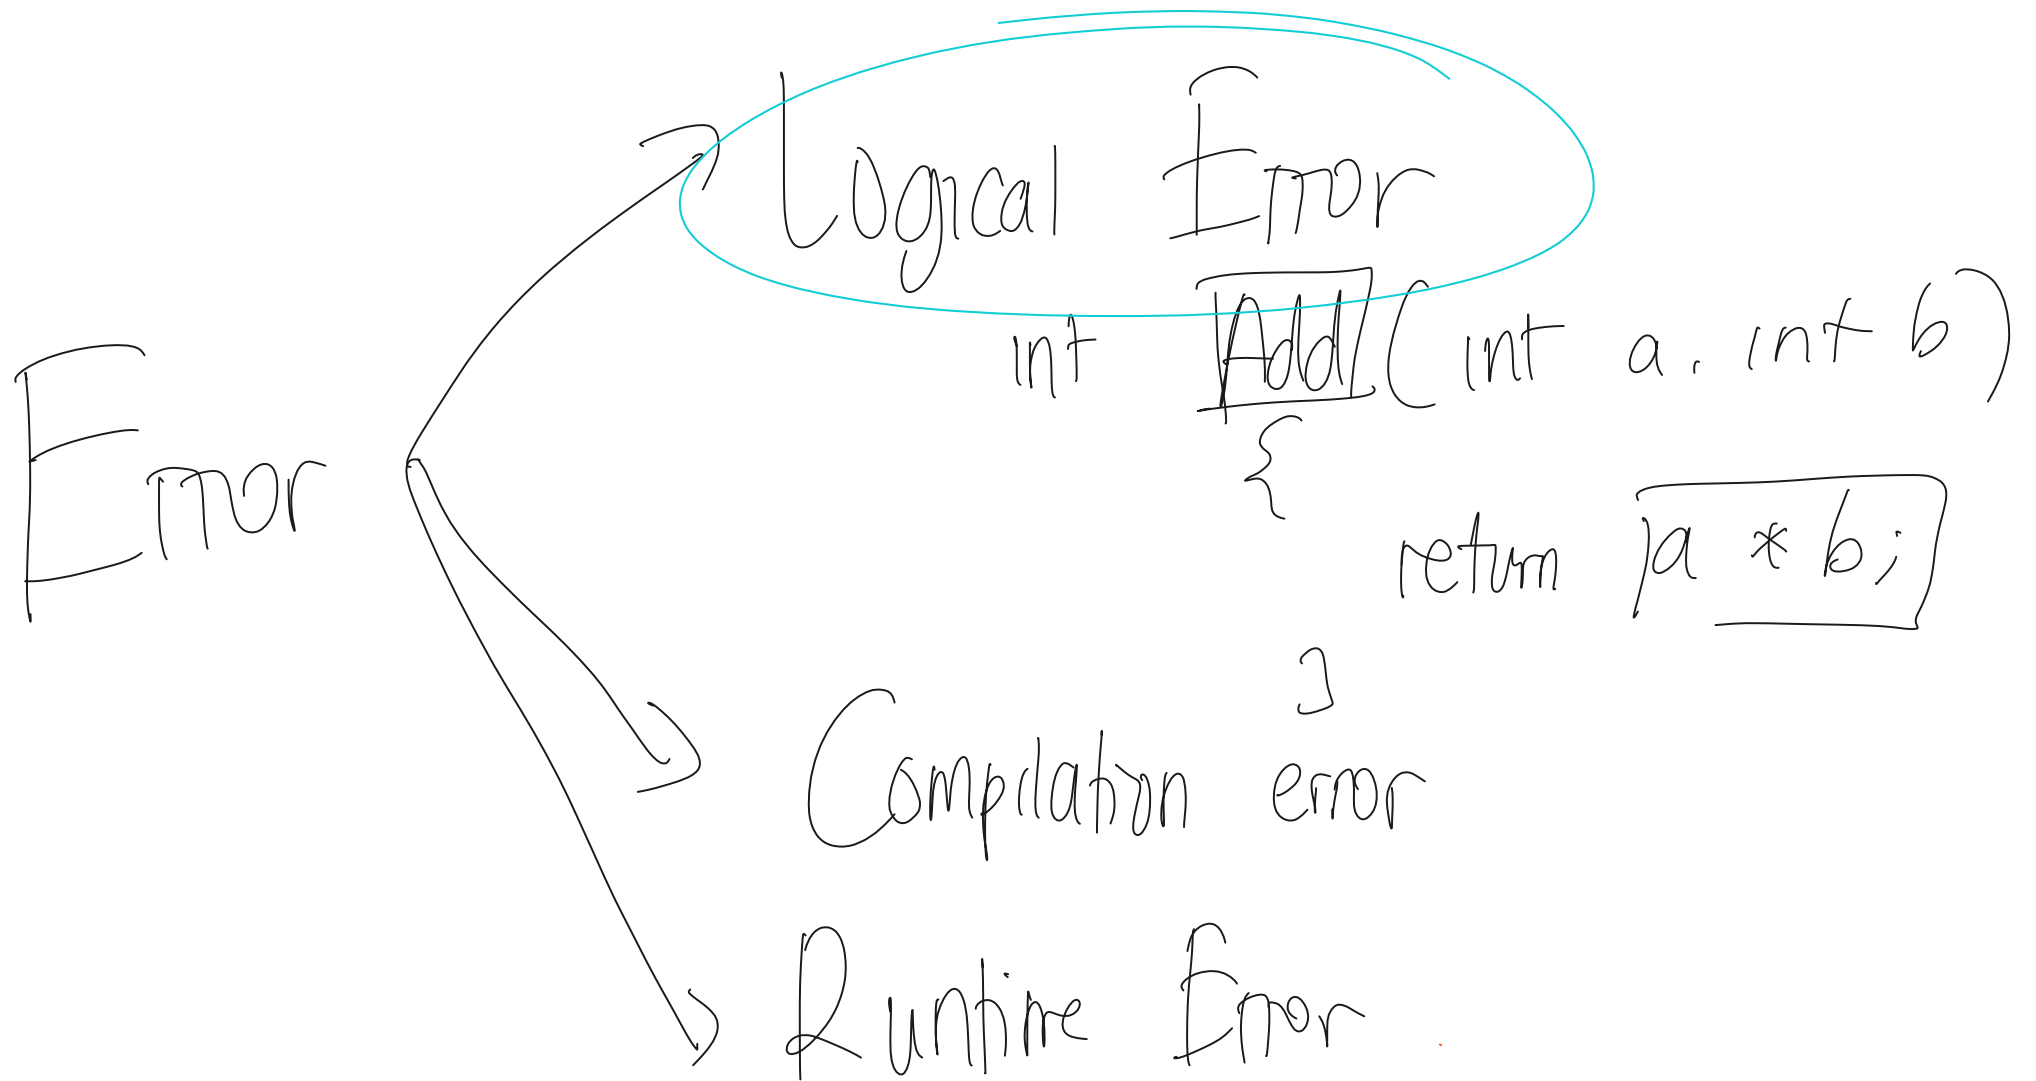 Logical Error
int Add(int a, int b)
{
Error
return a * b;
}
Compilation error
Runtime Error